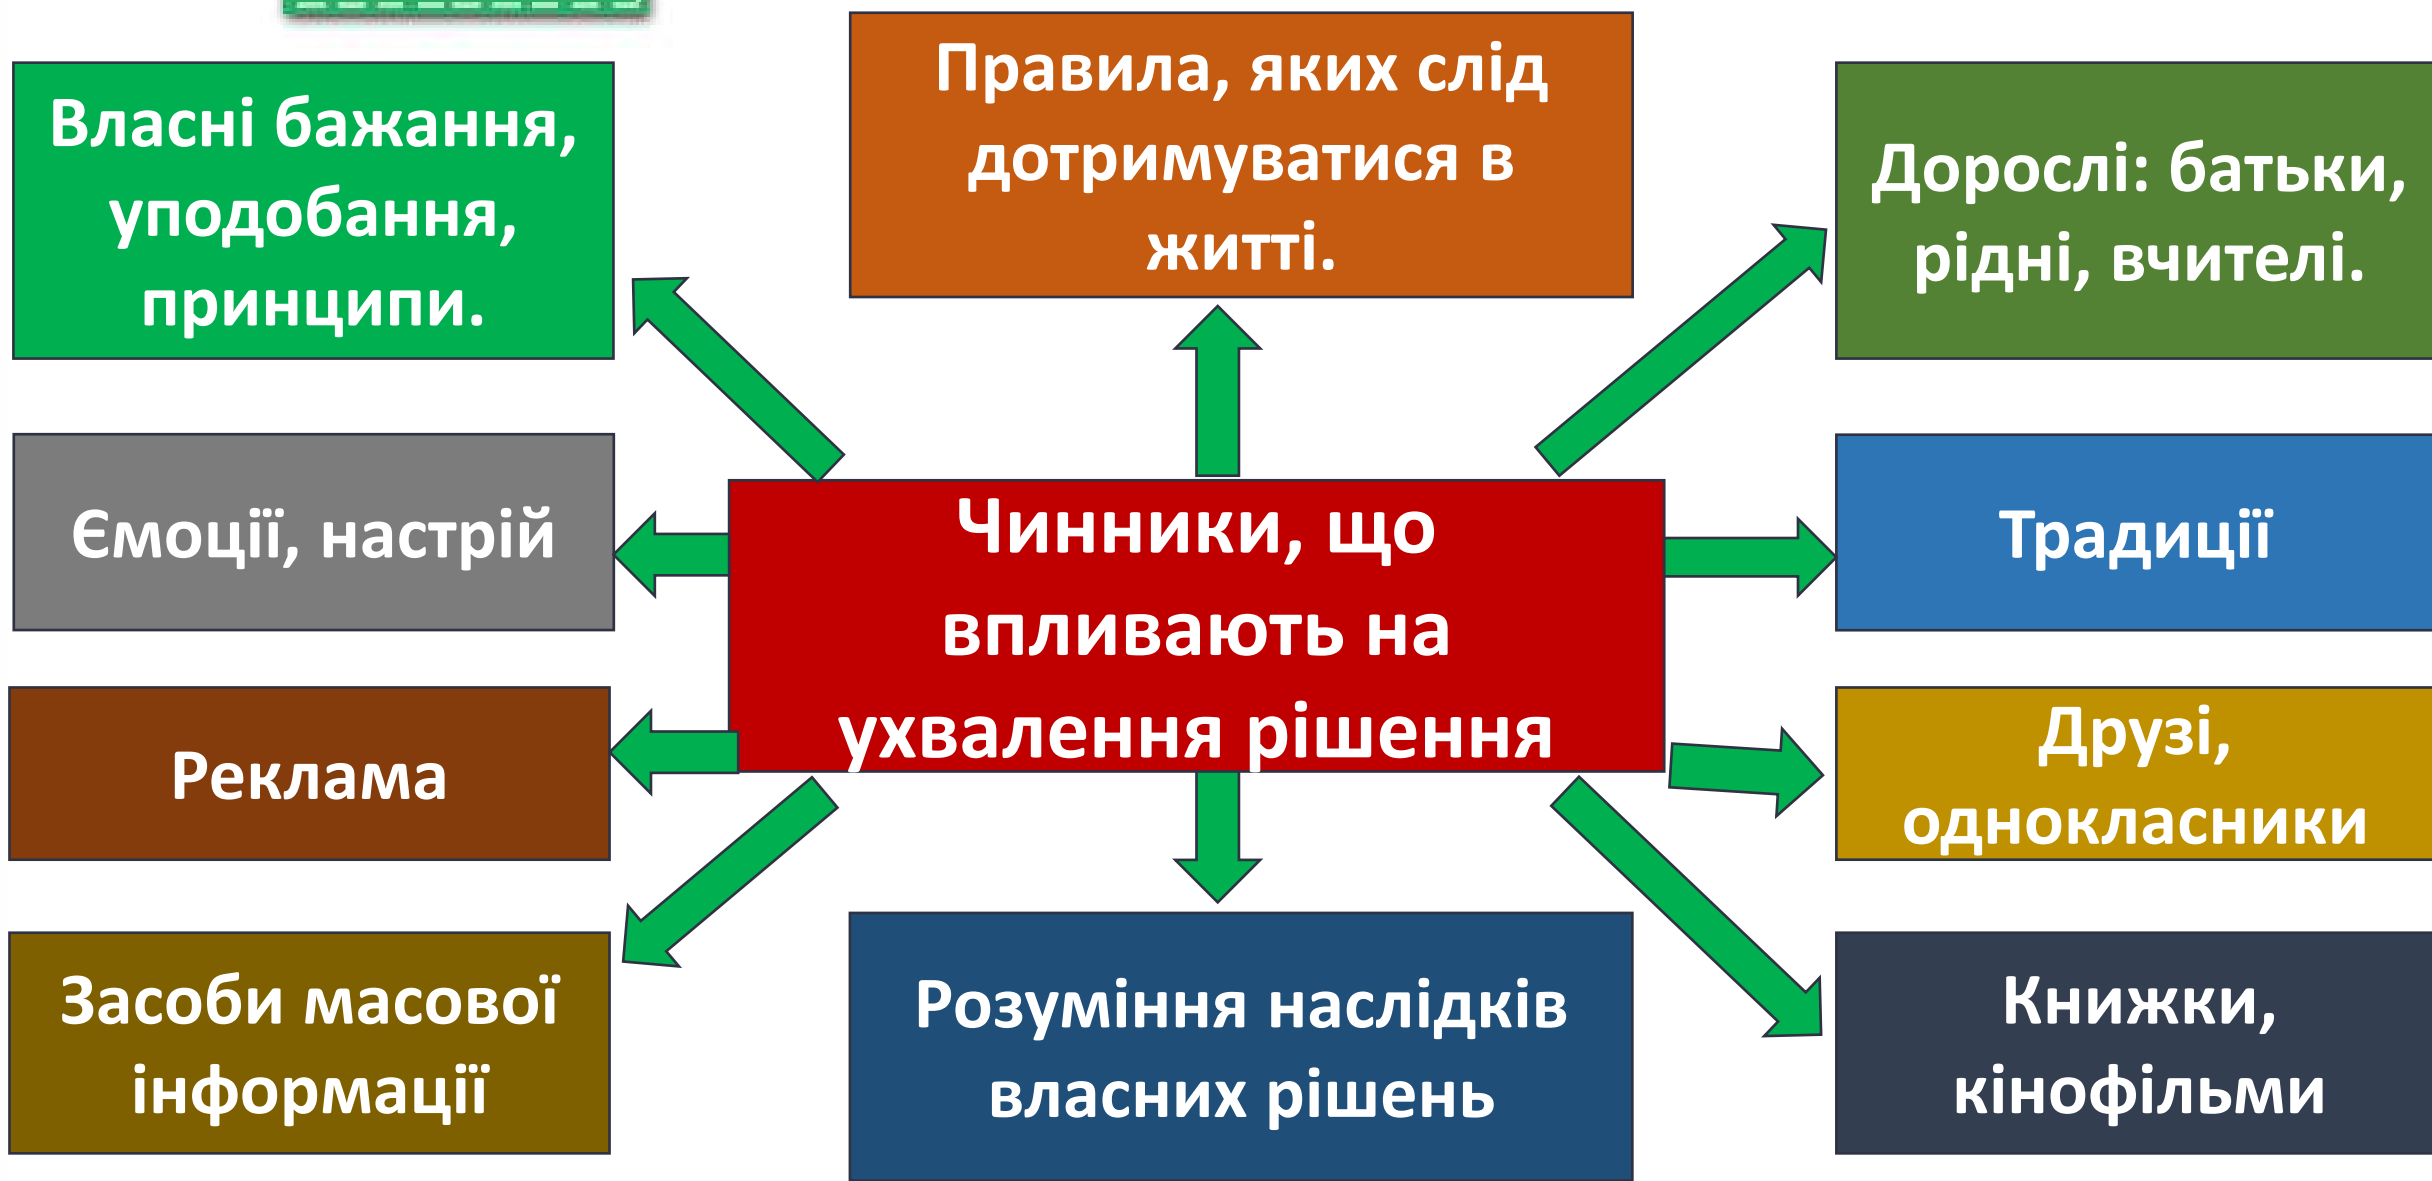 Власні бажання,
уподобання,
принципи.
Правила, яких слід
дотримуватися в
житті.
Дорослі: батьки,
рідні, вчителі.
Ємоції, настрій
Чинники, що
впливають на
ухвалення рішення
Традиції
Реклама
Друзі,
однокласники
Засоби масової
інформації
Розуміння наслідків
власних рішень
Книжки,
кінофільми